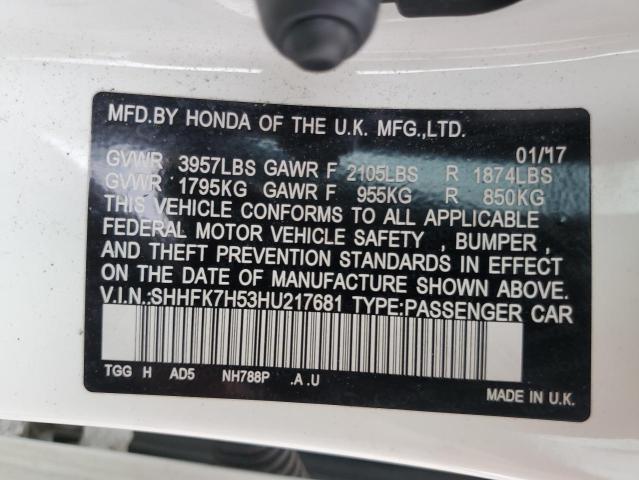 MFD.BY HONDA OF THE U.K. MFG.,LTD.
01/17
GVWR 3957LBS GAWR F 2105LBS R 1874LBS
GVWR 1795KG GAWR F 955KG R 850KG
THIS VEHICLE CONFORMS TO ALL APPLICABLE
FEDERAL MOTOR VEHICLE SAFETY , BUMPER ,
AND THEFT PREVENTION STANDARDS IN EFFECT
ON THE DATE OF MANUFACTURE SHOWN ABOVE.
V.I.N.:SHHFK7H53HU217681 TYPE:PASSENGER CAR
TGG H AD5 NH788P .A .U
MADE IN U.K.